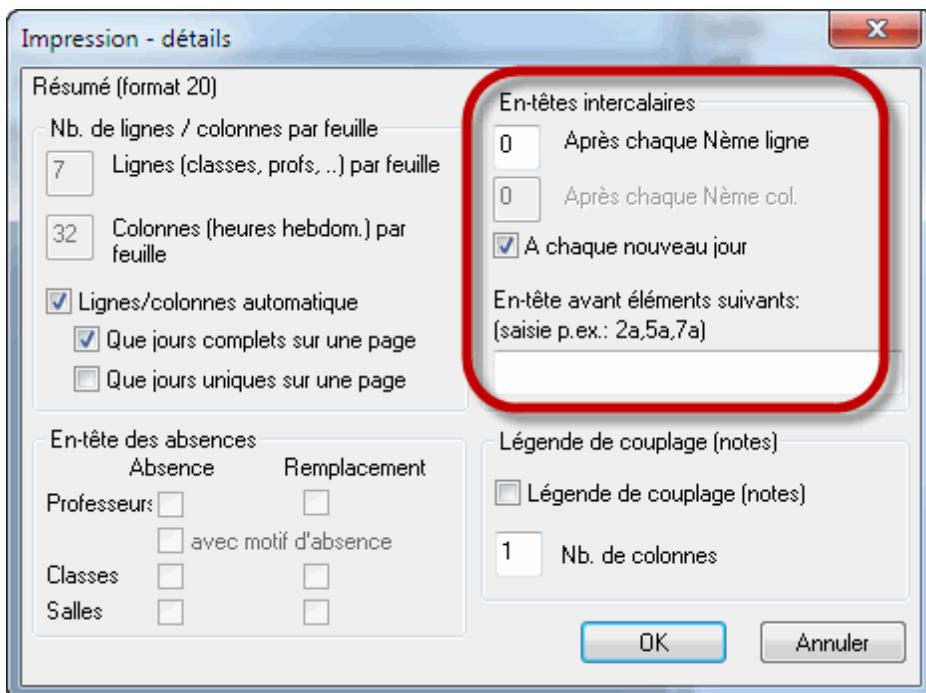 Impression - détails
Résumé (format 20)
Nb. de lignes / colonnes par feuille
7 Lignes (classes, profs, ..) par feuille
32 Colonnes (heures hebdom.) par
feuille
Lignes/colonnes automatique
Que jours complets sur une page
Que jours uniques sur une page
En-têtes intercalaires
0 Après chaque Nème ligne
0 Après chaque Nème col.
A chaque nouveau jour
En-tête avant éléments suivants:
(saisie p.ex.: 2a,5a,7a)
En-tête des absences
Absence Remplacement
Professeurs
avec motif d'absence
Classes
Salles
Légende de couplage (notes)
Légende de couplage (notes)
1 Nb. de colonnes
OK Annuler